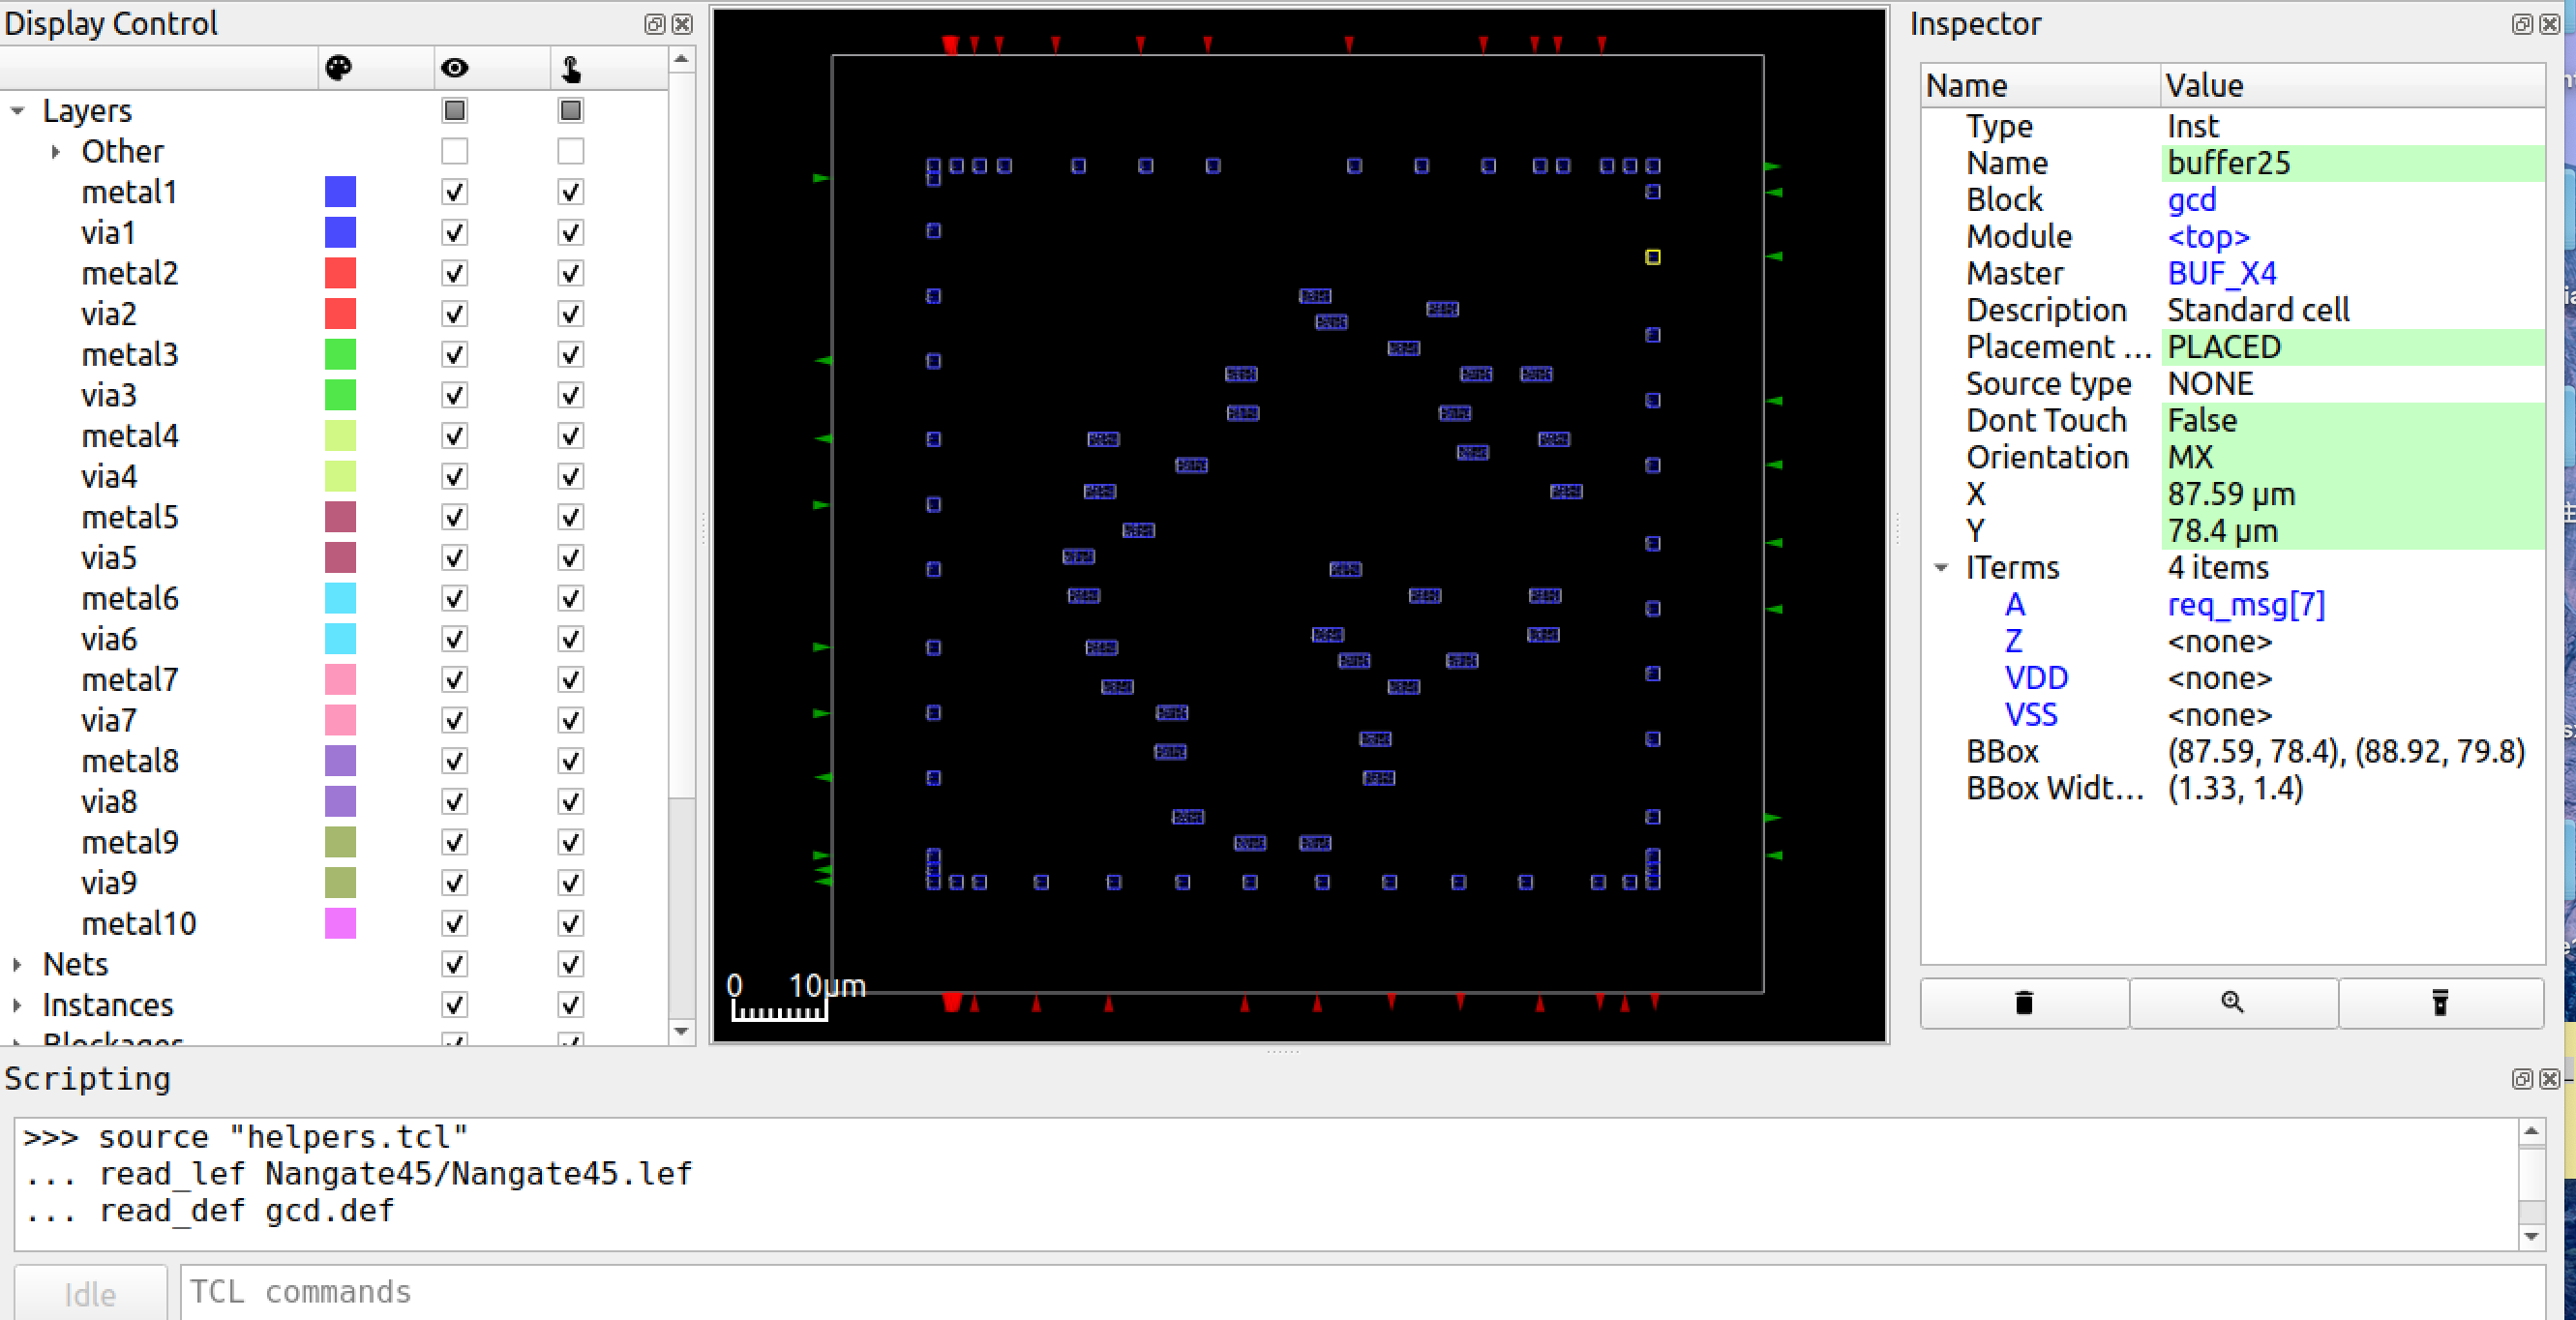 Display Control
Layers
Other
metal1
via1
metal2
via2
metal3
via3
metal4
via4
metal5
via5
metal6
via6
metal7
via7
metal8
via8
metal9
via9
metal10
Nets
Instances
Blockages
0 10μm
Inspector
Name Value
Type Inst
Name buffer25
Block gcd
Module <top>
Master BUF_X4
Description Standard cell
Placement ... PLACED
Source type NONE
Dont Touch False
Orientation MX
X 87.59 μm
Y 78.4 μm
ITerms 4 items
A req_msg[7]
Z <none>
VDD <none>
VSS <none>
BBox (87.59, 78.4), (88.92, 79.8)
BBox Widt... (1.33, 1.4)
Scripting
>>> source "helpers.tcl"
... read_lef Nangate45/Nangate45.lef
... read_def gcd.def
Idle TCL commands